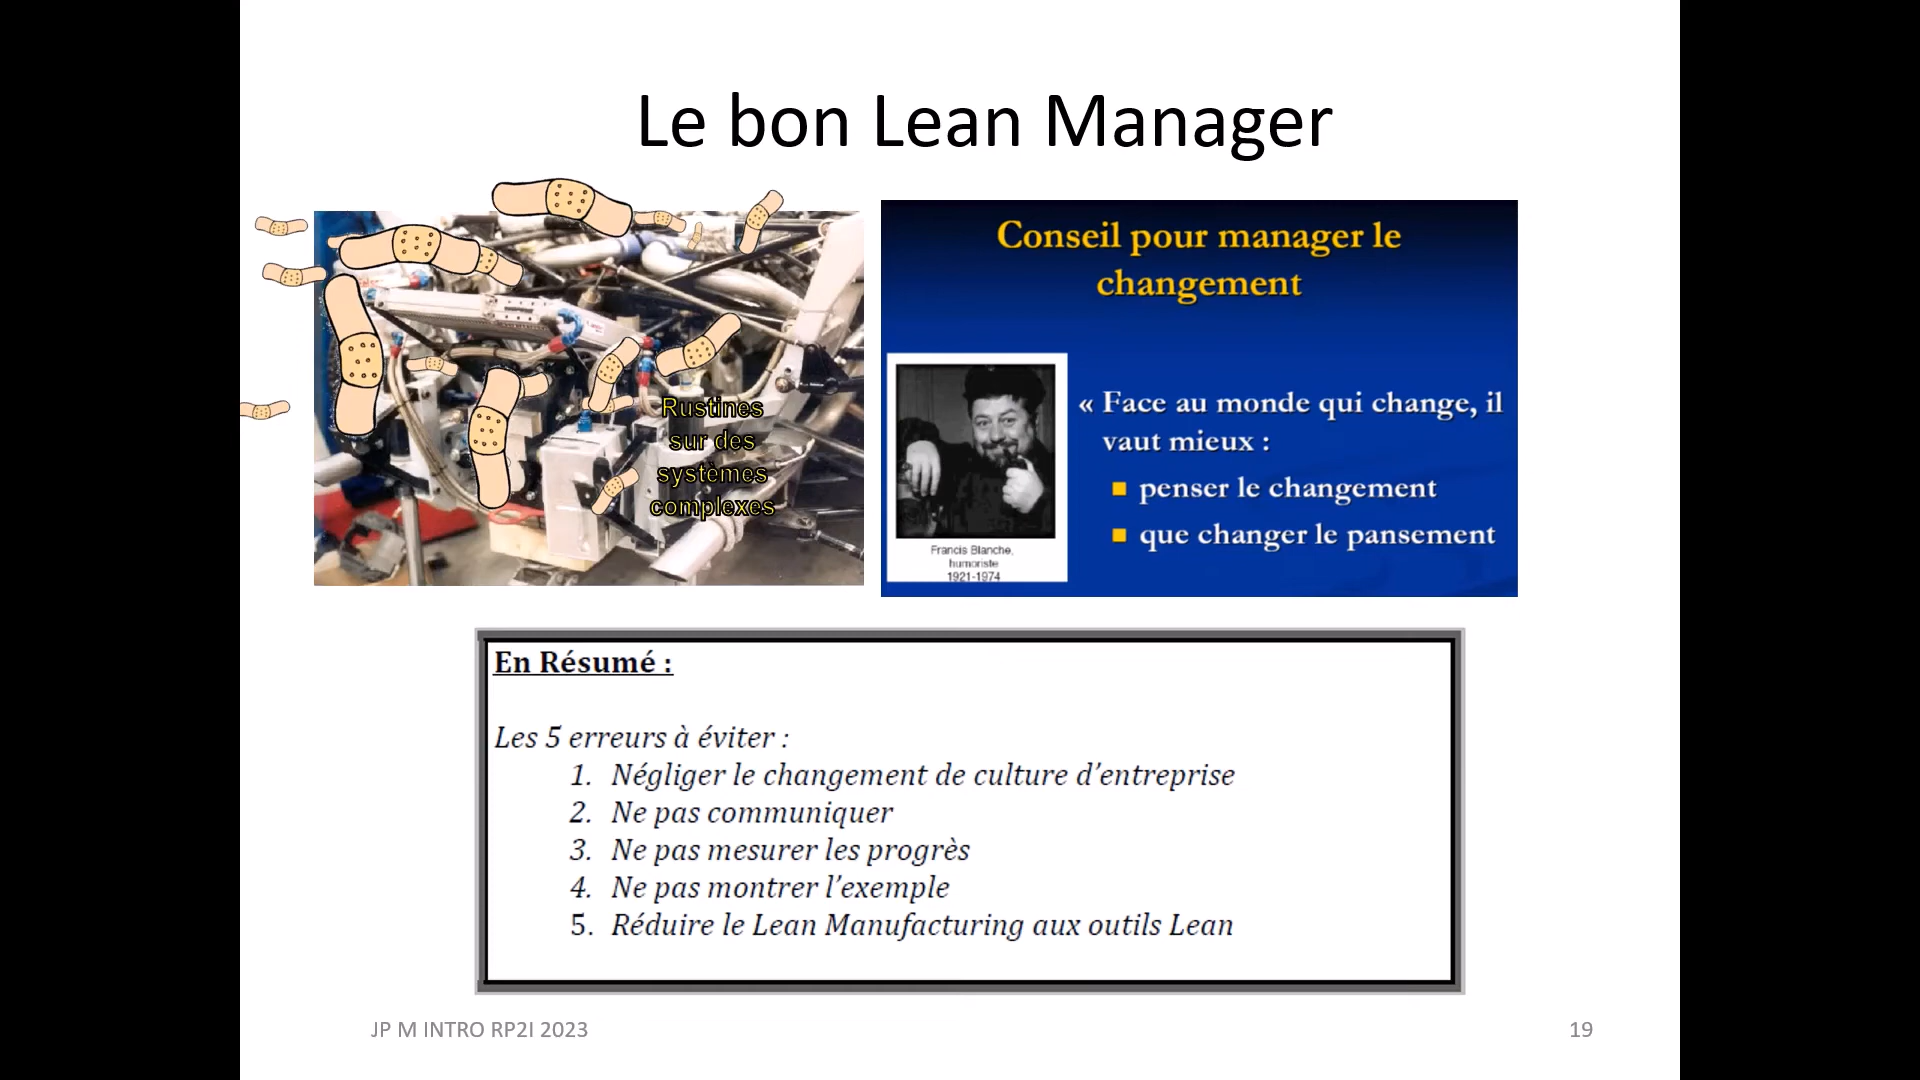 Le bon Lean Manager
Rustines
sur des
systèmes
complexes
Conseil pour manager le
changement
« Face au monde qui change, il
vaut mieux :
penser le changement
que changer le pansement
Francis Blanche,
humoriste
1921-1974
En Résumé :
Les 5 erreurs à éviter :
1. Négliger le changement de culture d’entreprise
2. Ne pas communiquer
3. Ne pas mesurer les progrès
4. Ne pas montrer l’exemple
5. Réduire le Lean Manufacturing aux outils Lean
JP M INTRO RP2I 2023
19